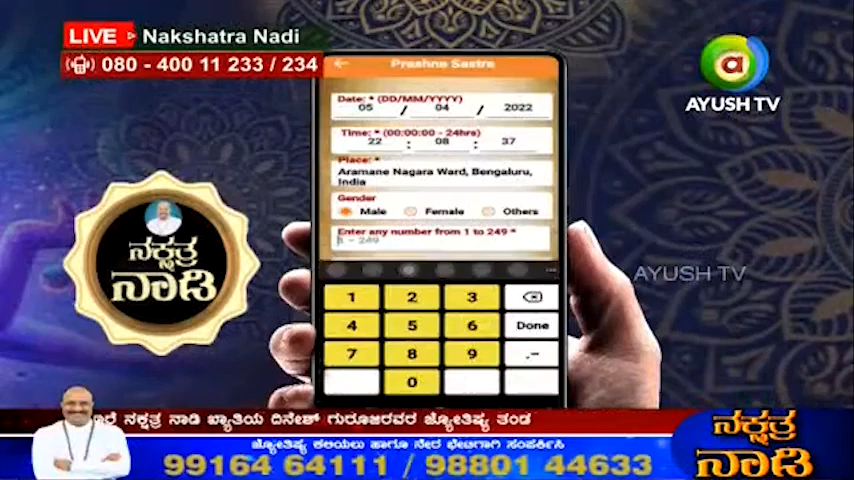 LIVE Nakshatra Nadi
080 - 400 11 233 / 234
a
AYUSH TV
Prashne Sastra
Date: * (DD/MM/YYYY)
05 / 04 / 2022
Time: * (00:00:00 - 24hrs)
22 : 08 : 37
Place: *
Aramane Nagara Ward, Bengaluru,
India
Gender
Male Female Others
Enter any number from 1 to 249 *
1 - 249
1 2 3
4 5 6 Done
7 8 9 .-
0
ನಕ್ಷತ್ರ
ನಾಡಿ
AYUSH TV
ನಕ್ಷತ್ರ ನಾಡಿ ಖ್ಯಾತಿಯ ದಿನೇಶ್ ಗುರೂಜಿರವರ ಜ್ಯೋತಿಷ್ಯ ತಂಡ
ಜ್ಯೋತಿಷ್ಯ ಕಲಿಯಲು ಹಾಗೂ ನೇರ ಭೇಟಿಗಾಗಿ ಸಂಪರ್ಕಿಸಿ
99164 64111 / 98801 44633
ನಕ್ಷತ್ರ
ನಾಡಿ